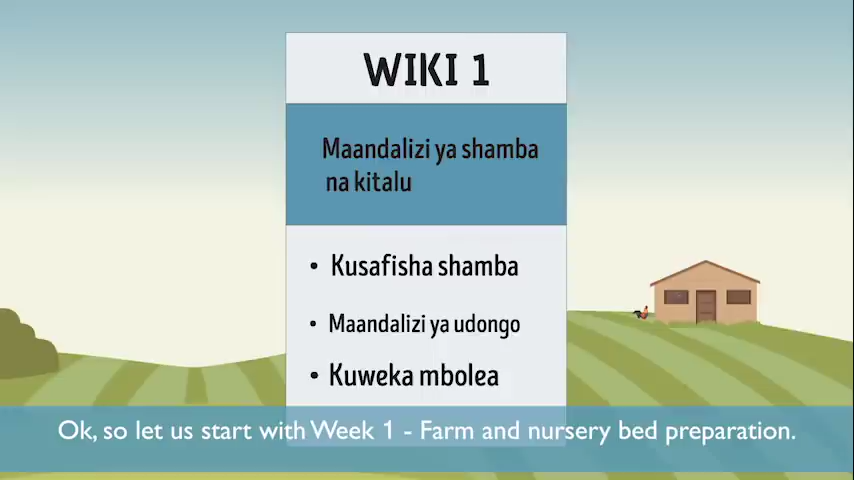 WIKI 1
Maandalizi ya shamba
na kitalu
• Kusafisha shamba
• Maandalizi ya udongo
• Kuweka mbolea
Ok, so let us start with Week 1 - Farm and nursery bed preparation.